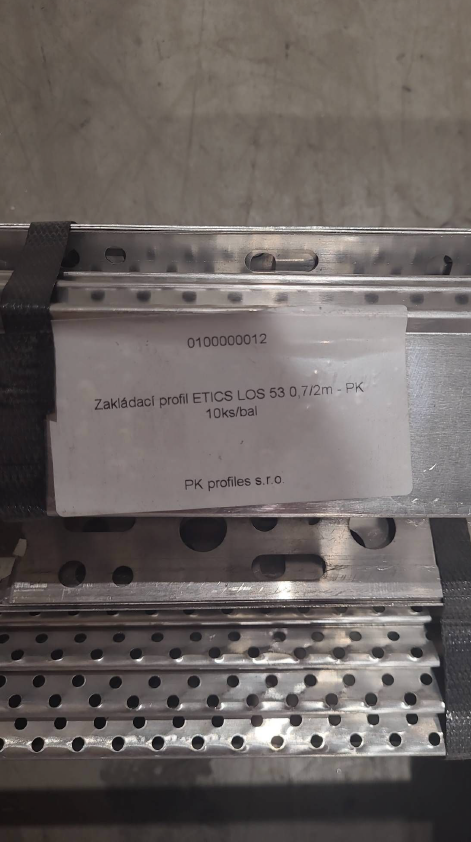 0100000012
Zakládací profil ETICS LOS 53 0,7/2m - PK
10ks/bal
PK profiles s.r.o